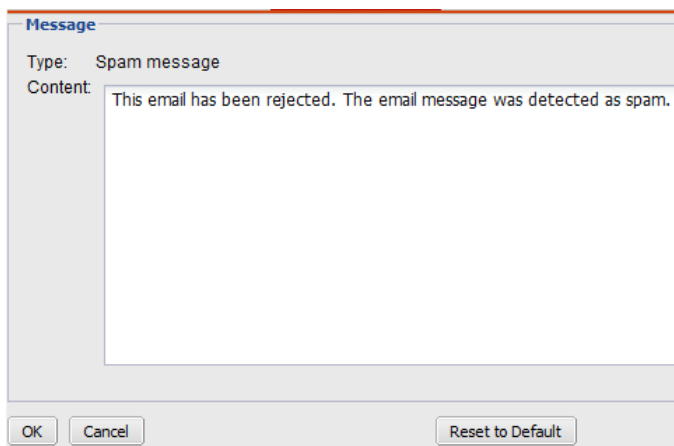 Message
Type: Spam message
Content:
This email has been rejected. The email message was detected as spam.
OK Cancel Reset to Default